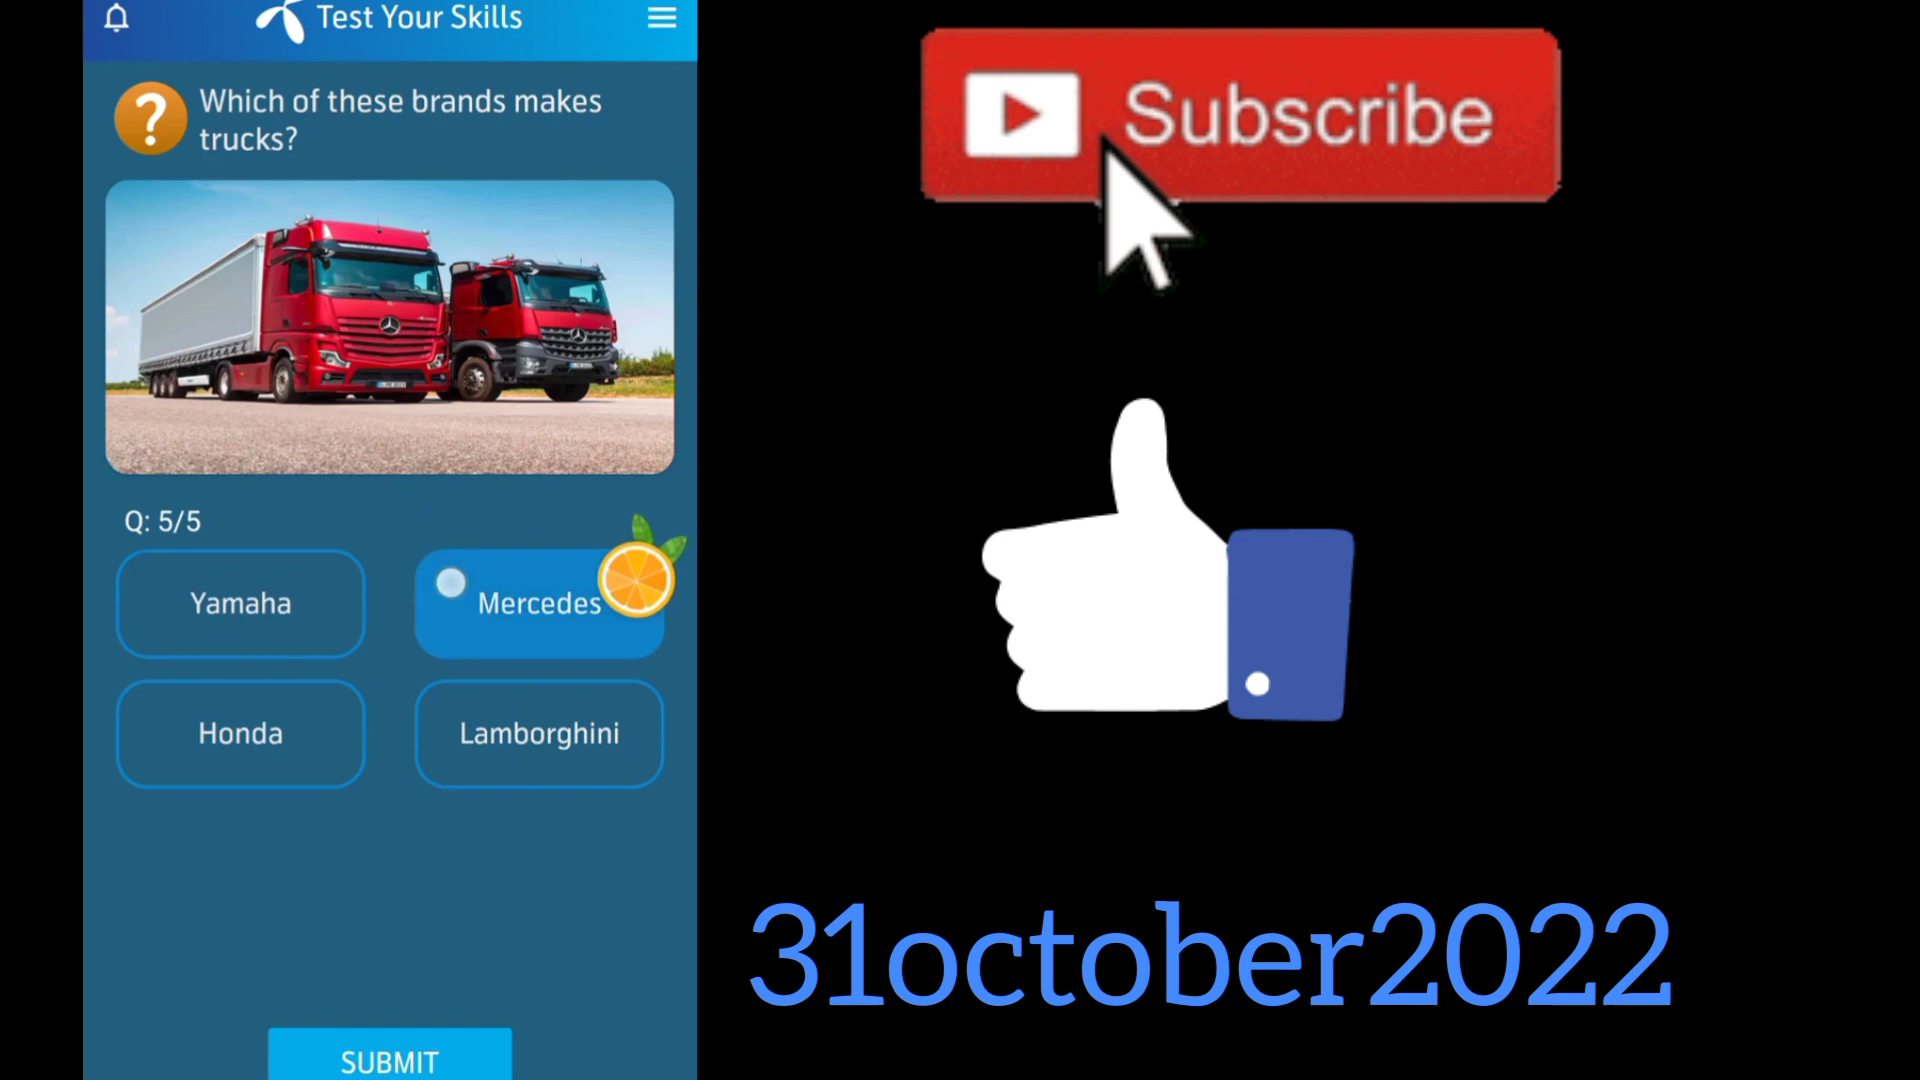 Test Your Skills
Which of these brands makes
trucks?
Q: 5/5
Yamaha
Mercedes
Honda
Lamborghini
SUBMIT
Subscribe
31october2022